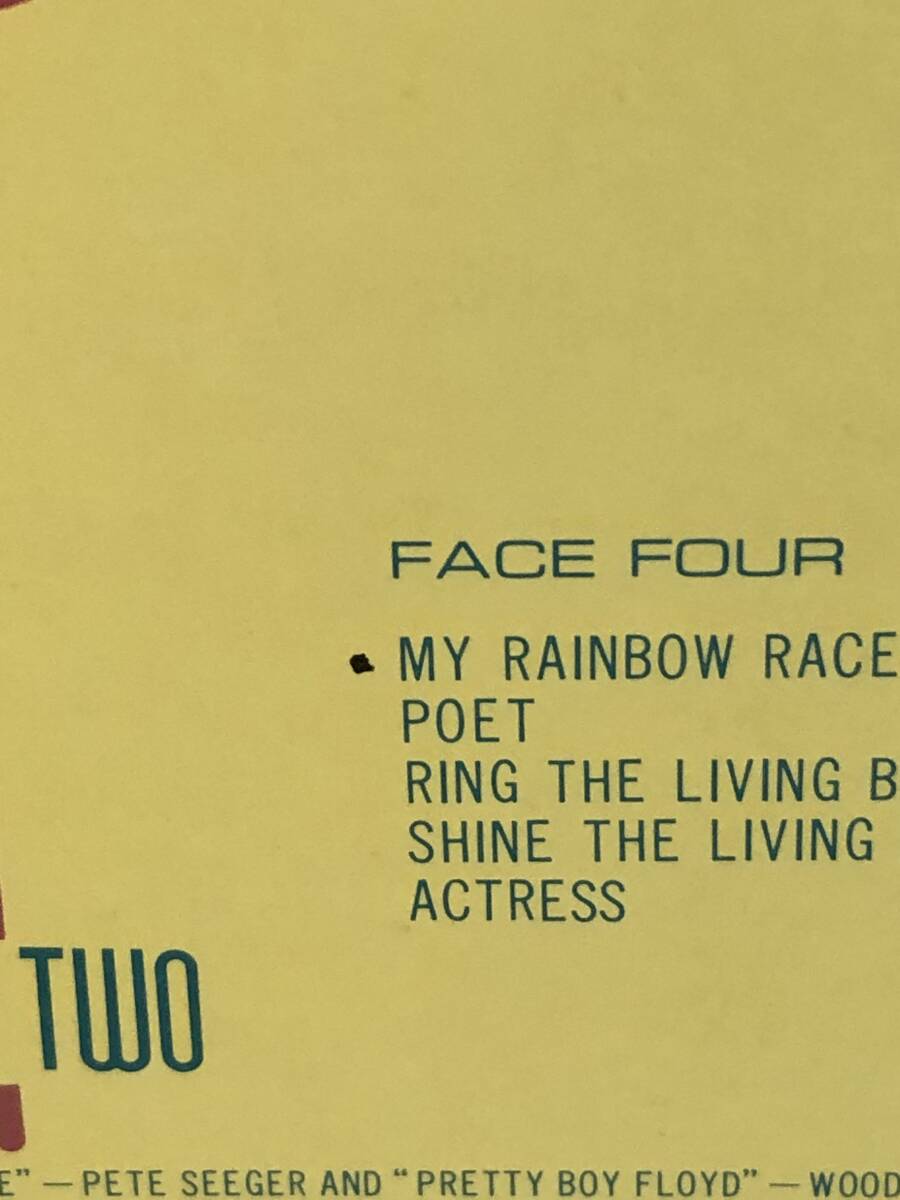 FACE FOUR
MY RAINBOW RACE
POET
RING THE LIVING B
SHINE THE LIVING
ACTRESS
TWO
E” — PETE SEEGER AND “PRETTY BOY FLOYD” — WOOD